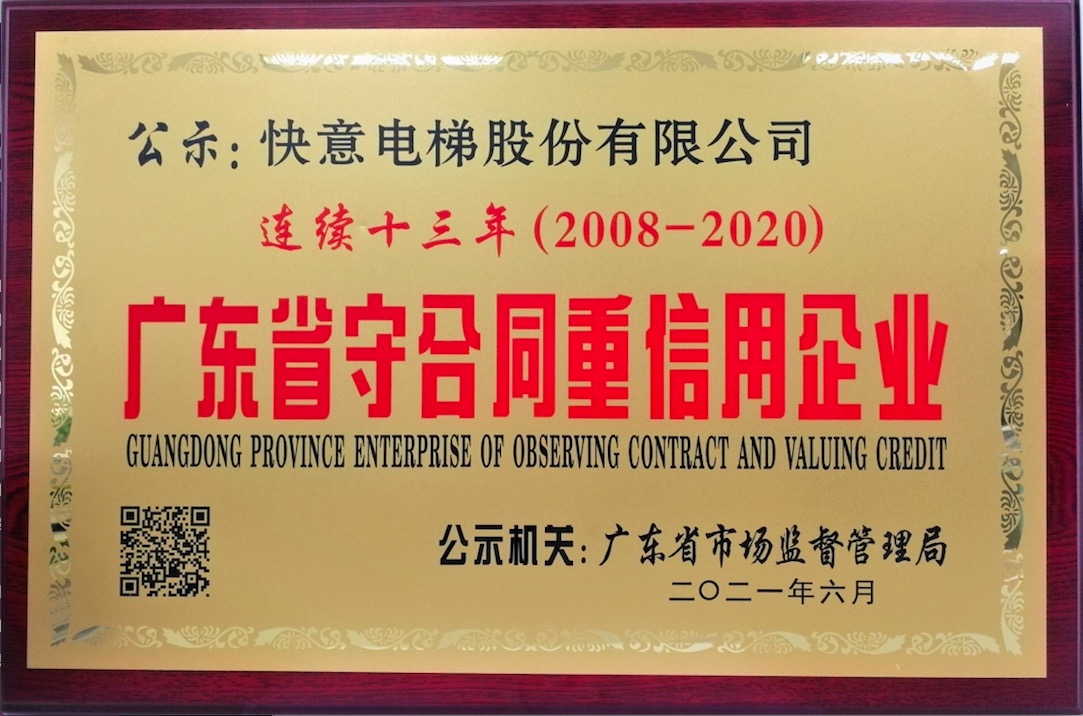 公示:快意电梯股份有限公司
连续十三年(2008-2020)
广东省守合同重信用企业
GUANGDONG PROVINCE ENTERPRISE OF OBSERVING CONTRACT AND VALUING CREDIT
公示机关:广东省市场监督管理局
二〇二一年六月